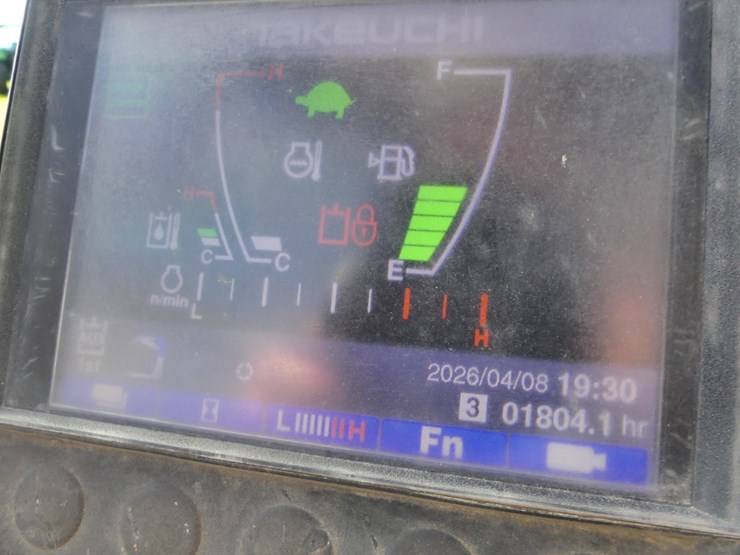 TAKEUCHI
H
F
H
C
C
E
n/min
L
H
2026/04/08 19:30
3 01804.1 hr
L H
Fn